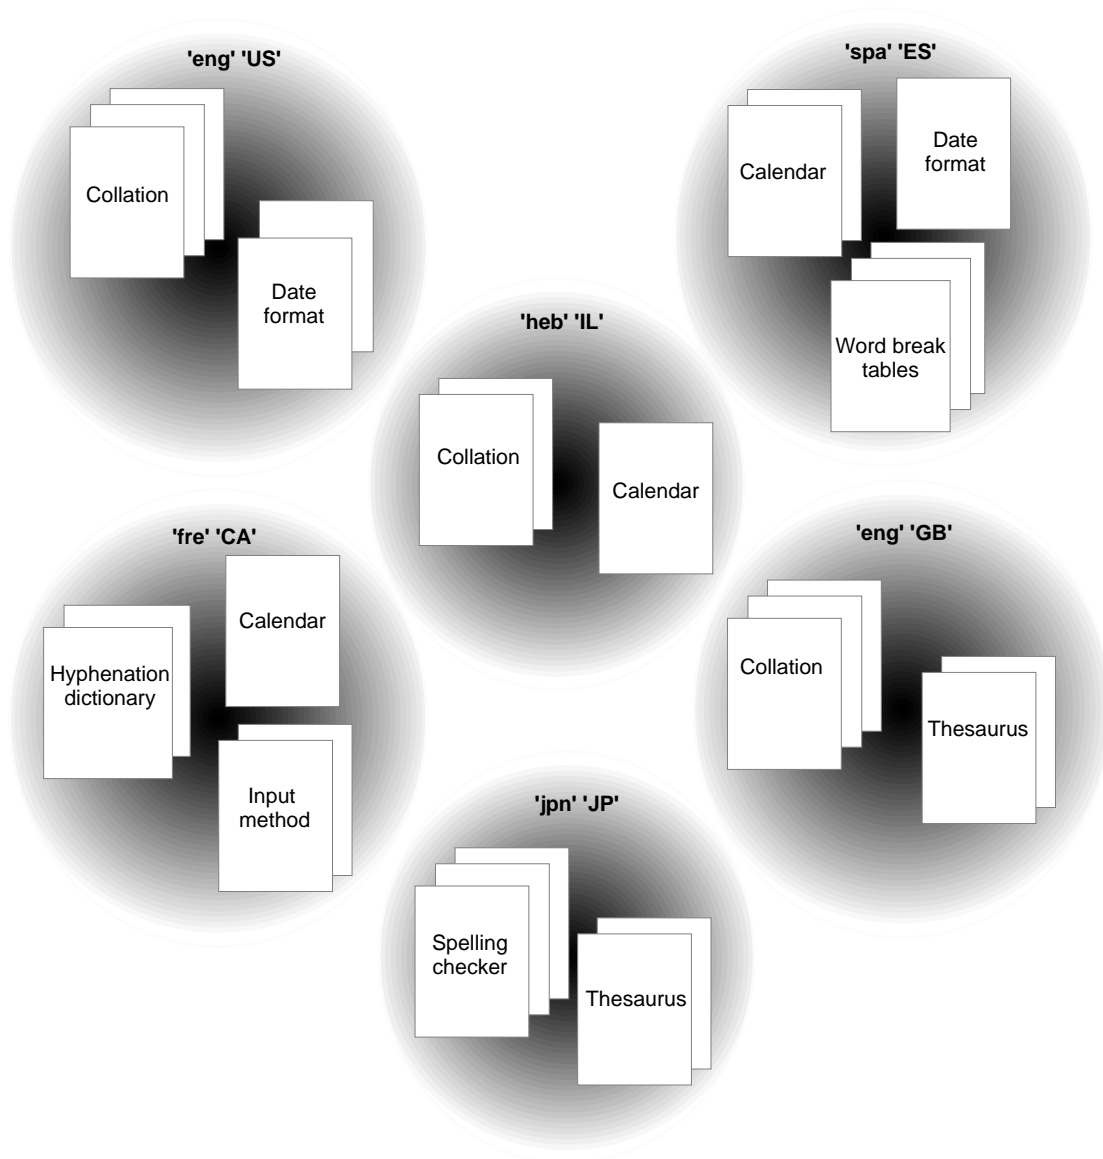 'eng' 'US'
Collation
Date
format
'spa' 'ES'
Calendar
Date
format
Word break
tables
'heb' 'IL'
Collation
Calendar
'fre' 'CA'
Calendar
Hyphenation
dictionary
Input
method
'eng' 'GB'
Collation
Thesaurus
'jpn' 'JP'
Spelling
checker
Thesaurus